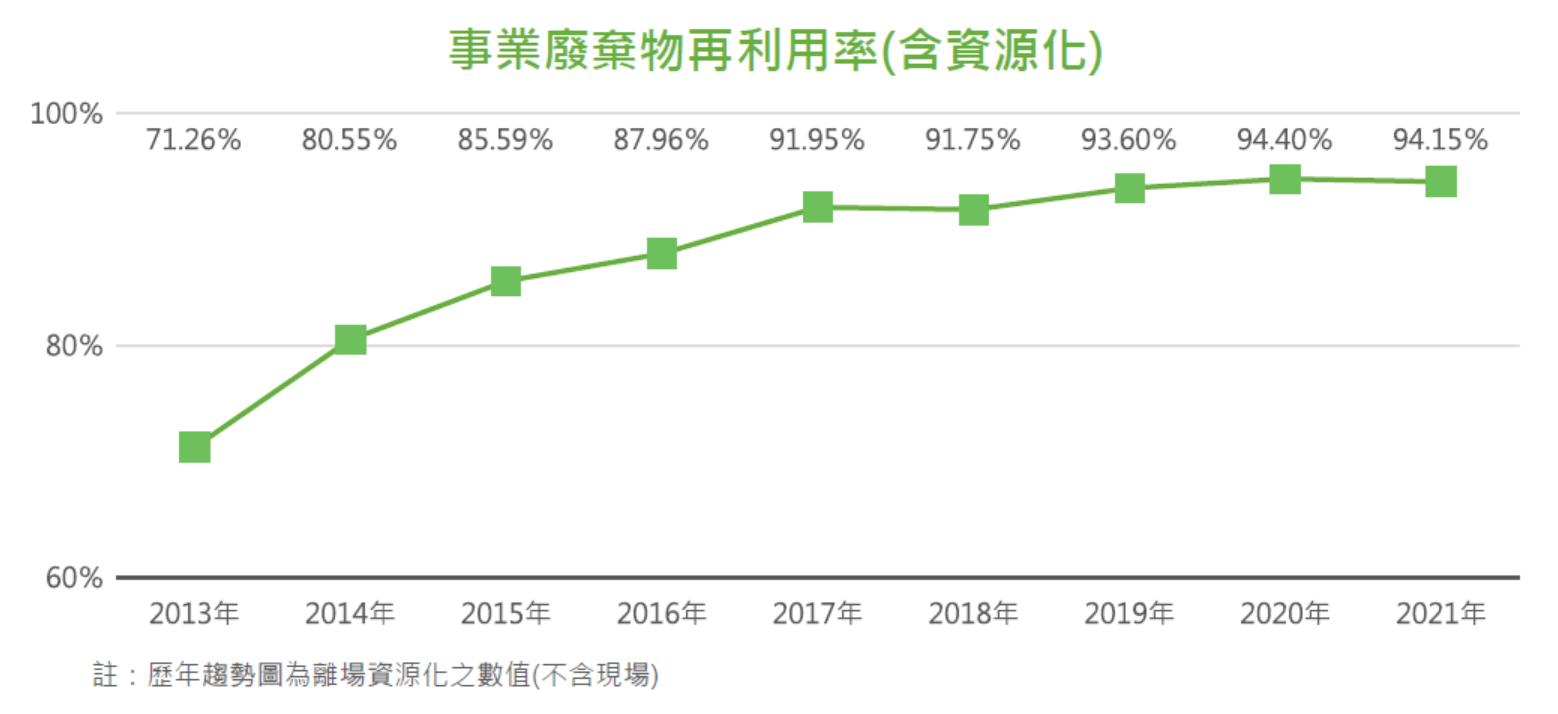 事業廢棄物再利用率(含資源化)
100%
71.26% 80.55% 85.59% 87.96% 91.95% 91.75% 93.60% 94.40% 94.15%
80%
60%
2013年 2014年 2015年 2016年 2017年 2018年 2019年 2020年 2021年
註：歷年趨勢圖為離場資源化之數值(不含現場)